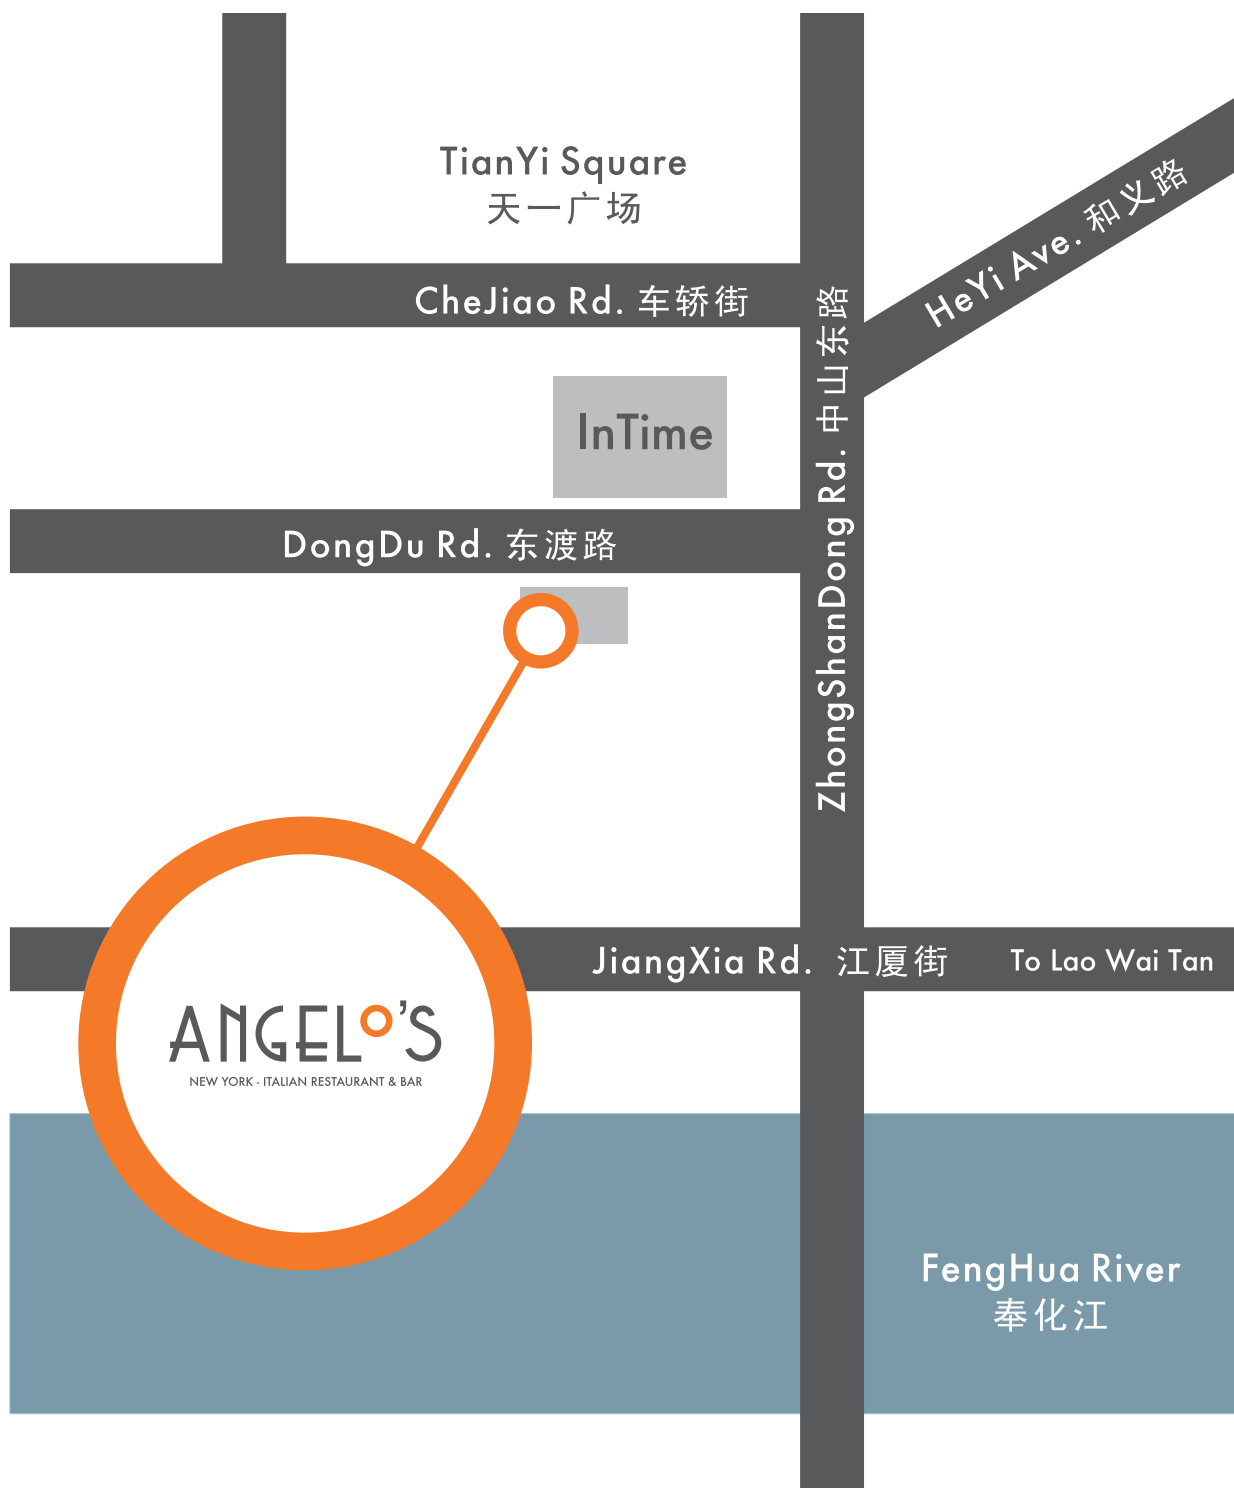 TianYi Square
天一广场
HeYi Ave. 和义路
CheJiao Rd. 车轿街
ZhongShanDong Rd. 中山东路
InTime
DongDu Rd. 东渡路
JiangXia Rd. 江厦街 To Lao Wai Tan
ANGELO'S
NEW YORK - ITALIAN RESTAURANT & BAR
FengHua River
奉化江